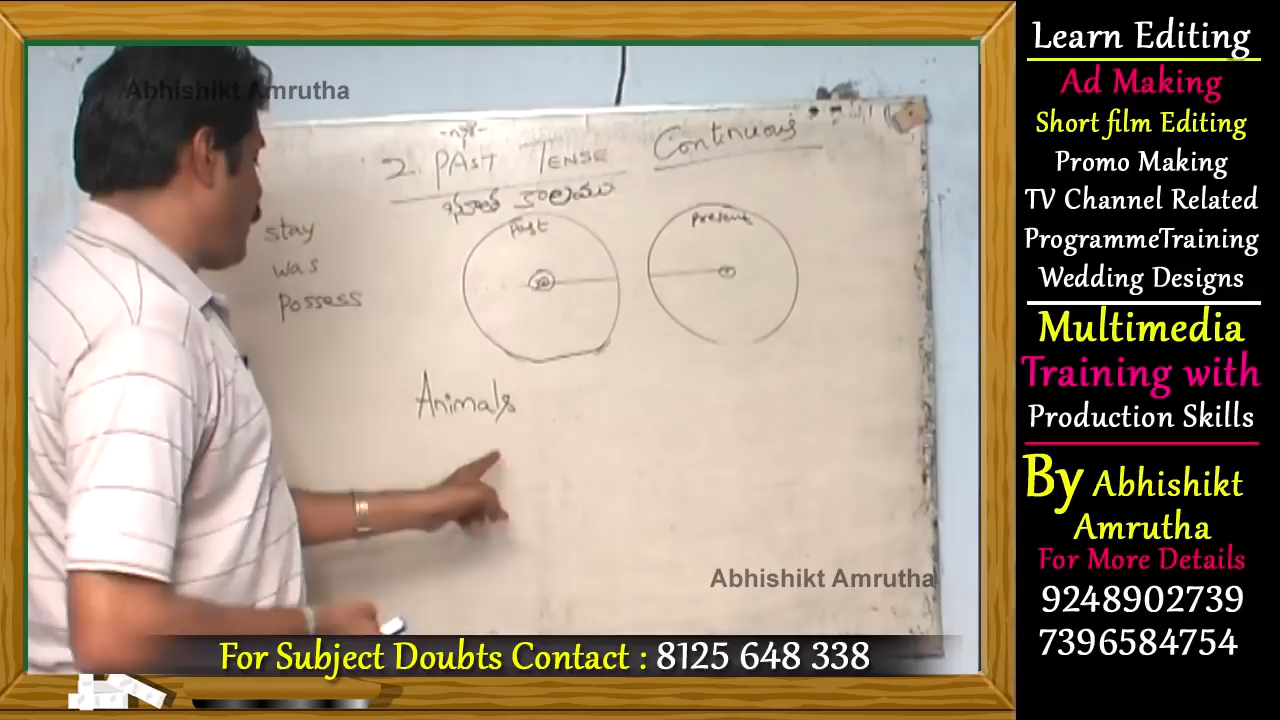 Abhishikt Amrutha
2. PAST TENSE Continuous
భూత కాలము
stay
was
Possess
Past
Present
Animals
Abhishikt Amrutha
For Subject Doubts Contact : 8125 648 338
Learn Editing
Ad Making
Short film Editing
Promo Making
TV Channel Related
ProgrammeTraining
Wedding Designs
Multimedia
Training with
Production Skills
By Abhishikt
Amrutha
For More Details
9248902739
7396584754